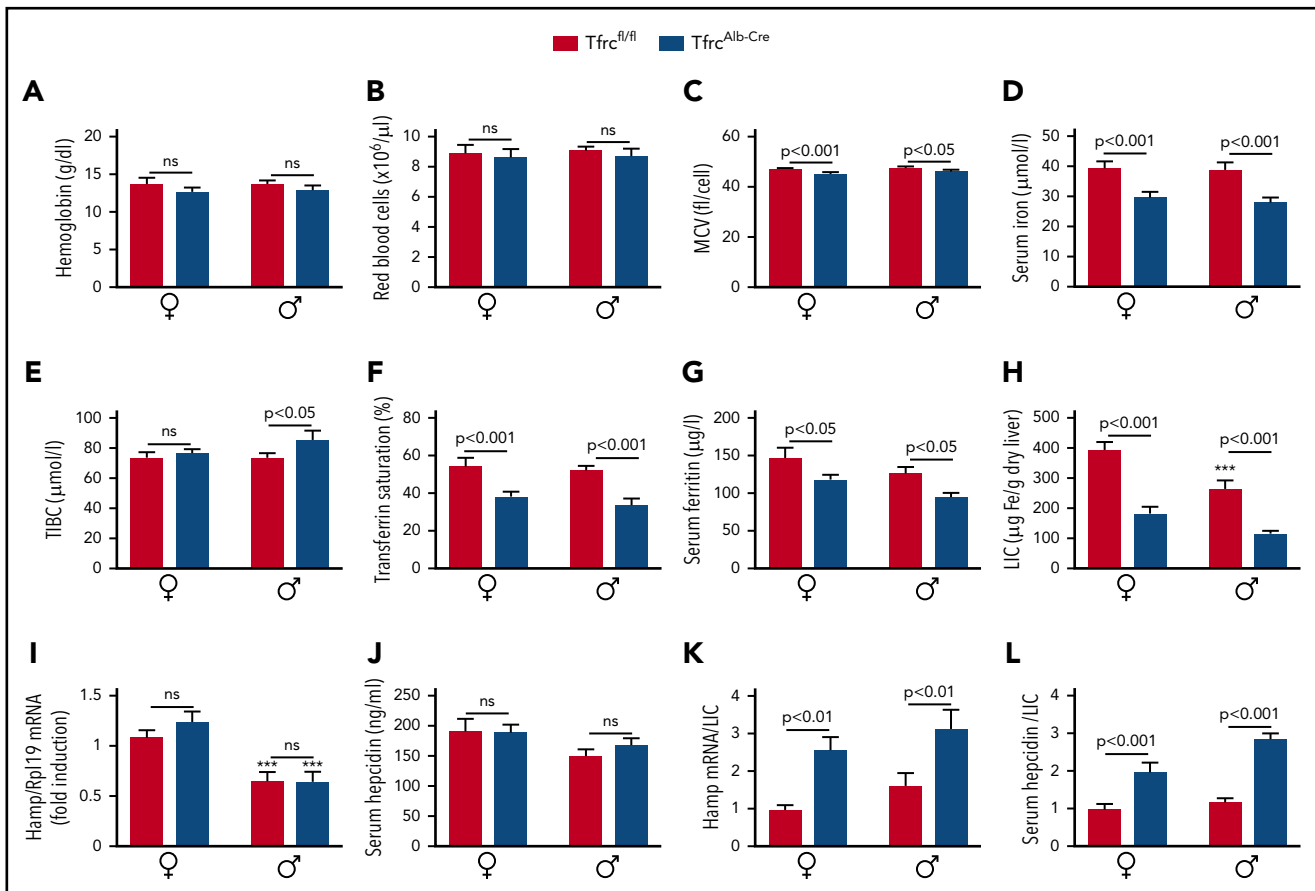 Tfrc^fl/fl Tfrc^Alb-Cre
A
Hemoglobin (g/dl)
20
15
10
5
0
ns
ns
♀ ♂
B
Red blood cells (x10^6/µl)
10
8
6
4
2
0
ns
ns
♀ ♂
C
MCV (fl/cell)
60
40
20
0
p<0.001
p<0.05
♀ ♂
D
Serum iron (µmol/l)
50
40
30
20
10
0
p<0.001
p<0.001
♀ ♂
E
TIBC (µmol/l)
100
80
60
40
20
0
ns
p<0.05
♀ ♂
F
Transferrin saturation (%)
80
60
40
20
0
p<0.001
p<0.001
♀ ♂
G
Serum ferritin (µg/l)
150
100
50
0
p<0.05
p<0.05
♀ ♂
H
LIC (µg Fe/g dry liver)
500
400
300
200
100
0
p<0.001
p<0.001
***
♀ ♂
I
Hamp/Rpl19 mRNA
(fold induction)
1.5
1
0.5
0
ns
ns
*** ***
♀ ♂
J
Serum hepcidin (ng/ml)
250
200
150
100
50
0
ns
ns
♀ ♂
K
Hamp mRNA/LIC
4
3
2
1
0
p<0.01
p<0.01
♀ ♂
L
Serum hepcidin /LIC
4
3
2
1
0
p<0.001
p<0.001
♀ ♂